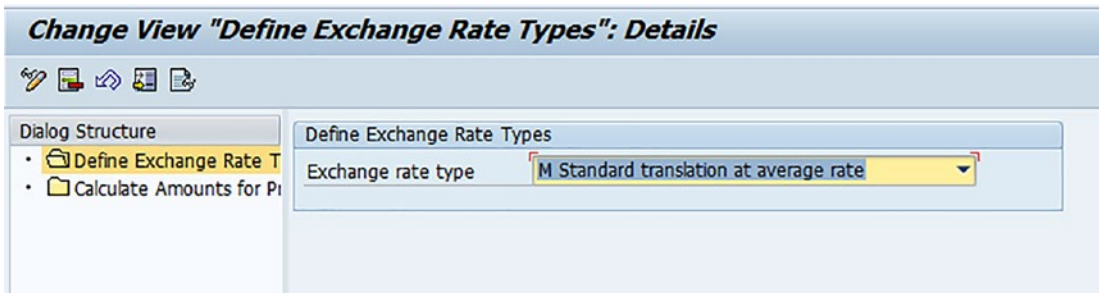 Change View "Define Exchange Rate Types": Details
Dialog Structure
Define Exchange Rate T
Calculate Amounts for Pr
Define Exchange Rate Types
Exchange rate type M Standard translation at average rate